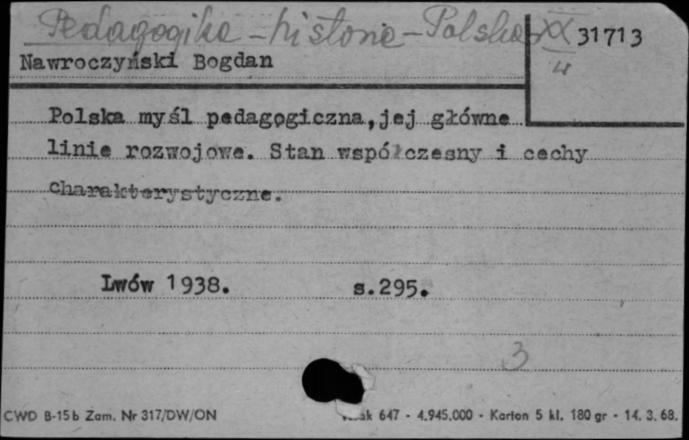 Pedagogika - historia - Polska XX
31713
w
Nawroczyński Bogdan
Polska myśl pedagogiczna, jej główne
linie rozwojowe. Stan współczesny i cechy
charakterystyczne.
Lwów 1938. s.295.
3
CWD B-15b Zam. Nr 317/DW/ON 647 - 4.945.000 - Karton 5 kl. 180 gr - 14. 3. 68.